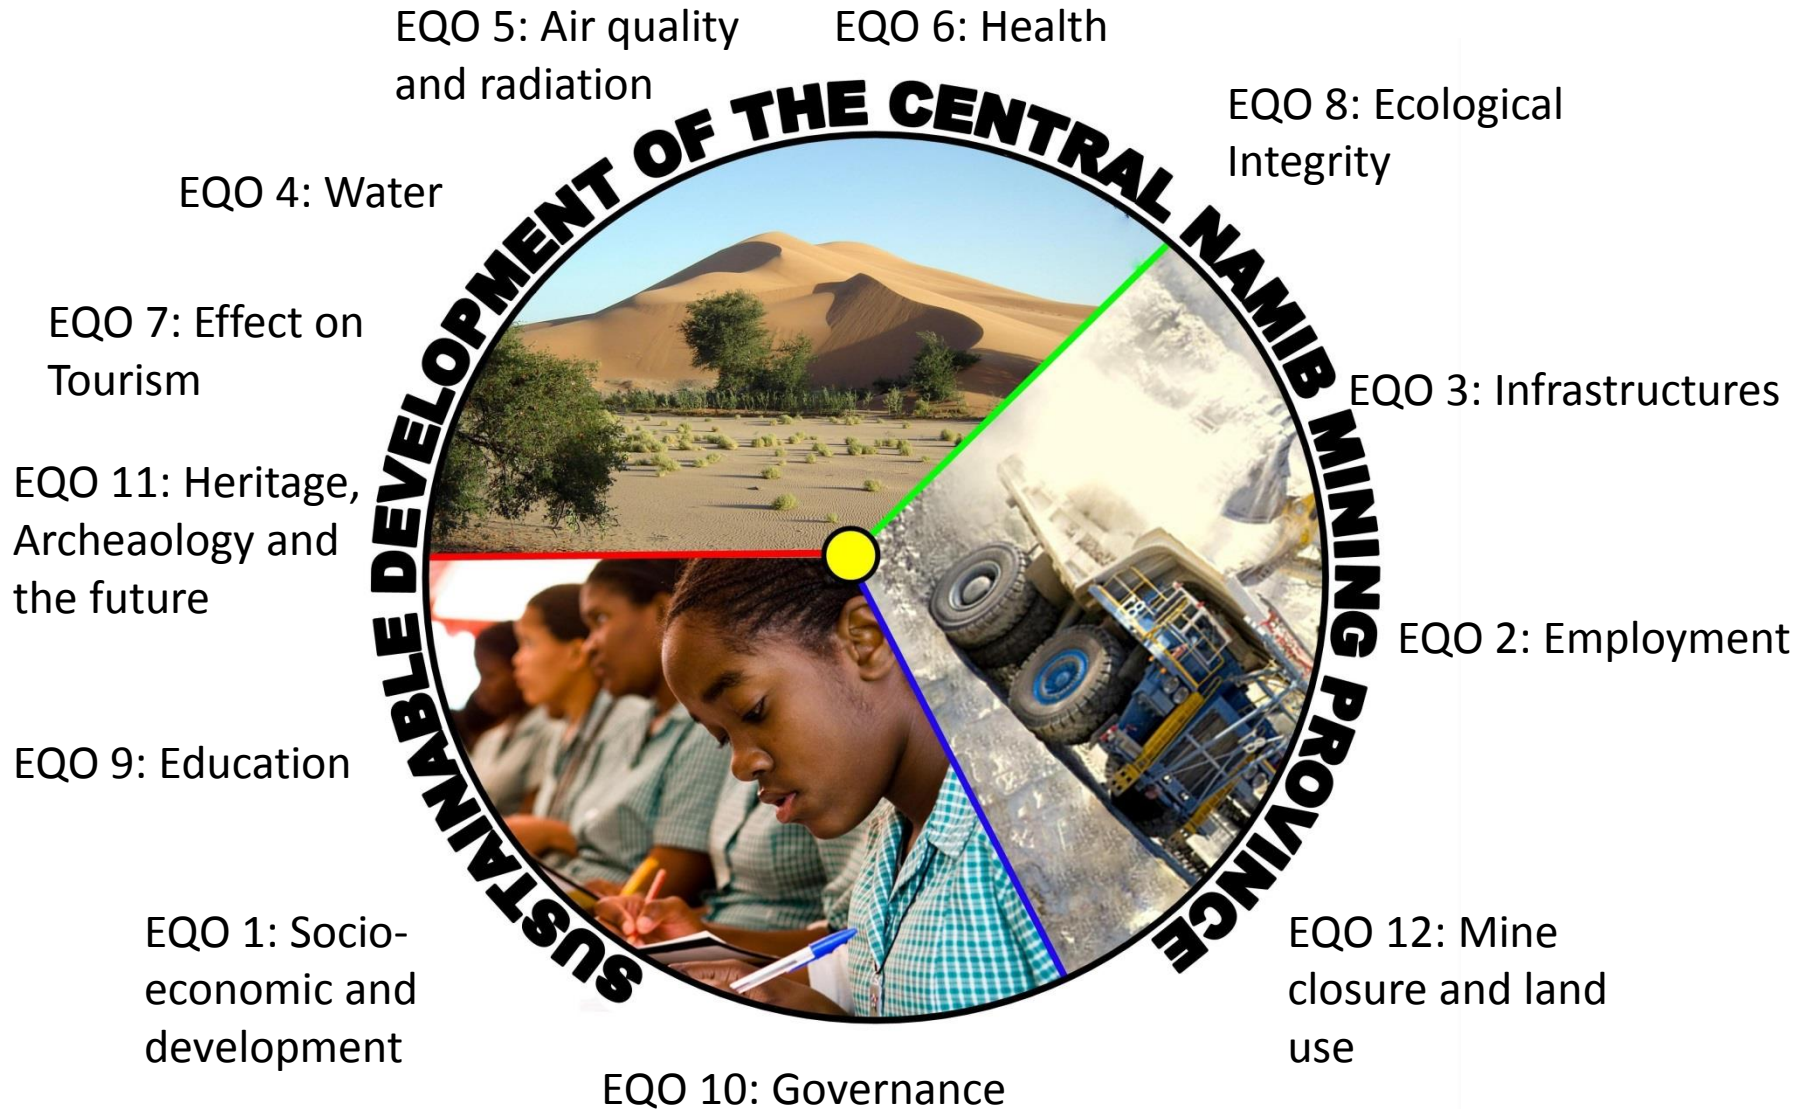 EQO 5: Air quality
and radiation
EQO 6: Health
EQO 8: Ecological
Integrity
EQO 4: Water
EQO 7: Effect on
Tourism
EQO 3: Infrastructures
EQO 11: Heritage,
Archeaology and
the future
EQO 2: Employment
EQO 9: Education
EQO 1: Socio-
economic and
development
EQO 12: Mine
closure and land
use
EQO 10: Governance
SUSTAINABLE DEVELOPMENT OF THE CENTRAL NAMIB MINING PROVINCE